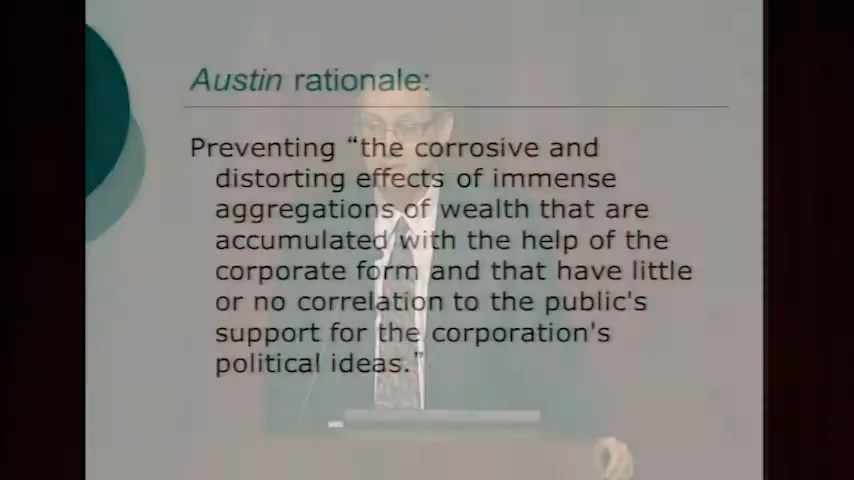 Austin rationale:
Preventing “the corrosive and
distorting effects of immense
aggregations of wealth that are
accumulated with the help of the
corporate form and that have little
or no correlation to the public's
support for the corporation's
political ideas.”